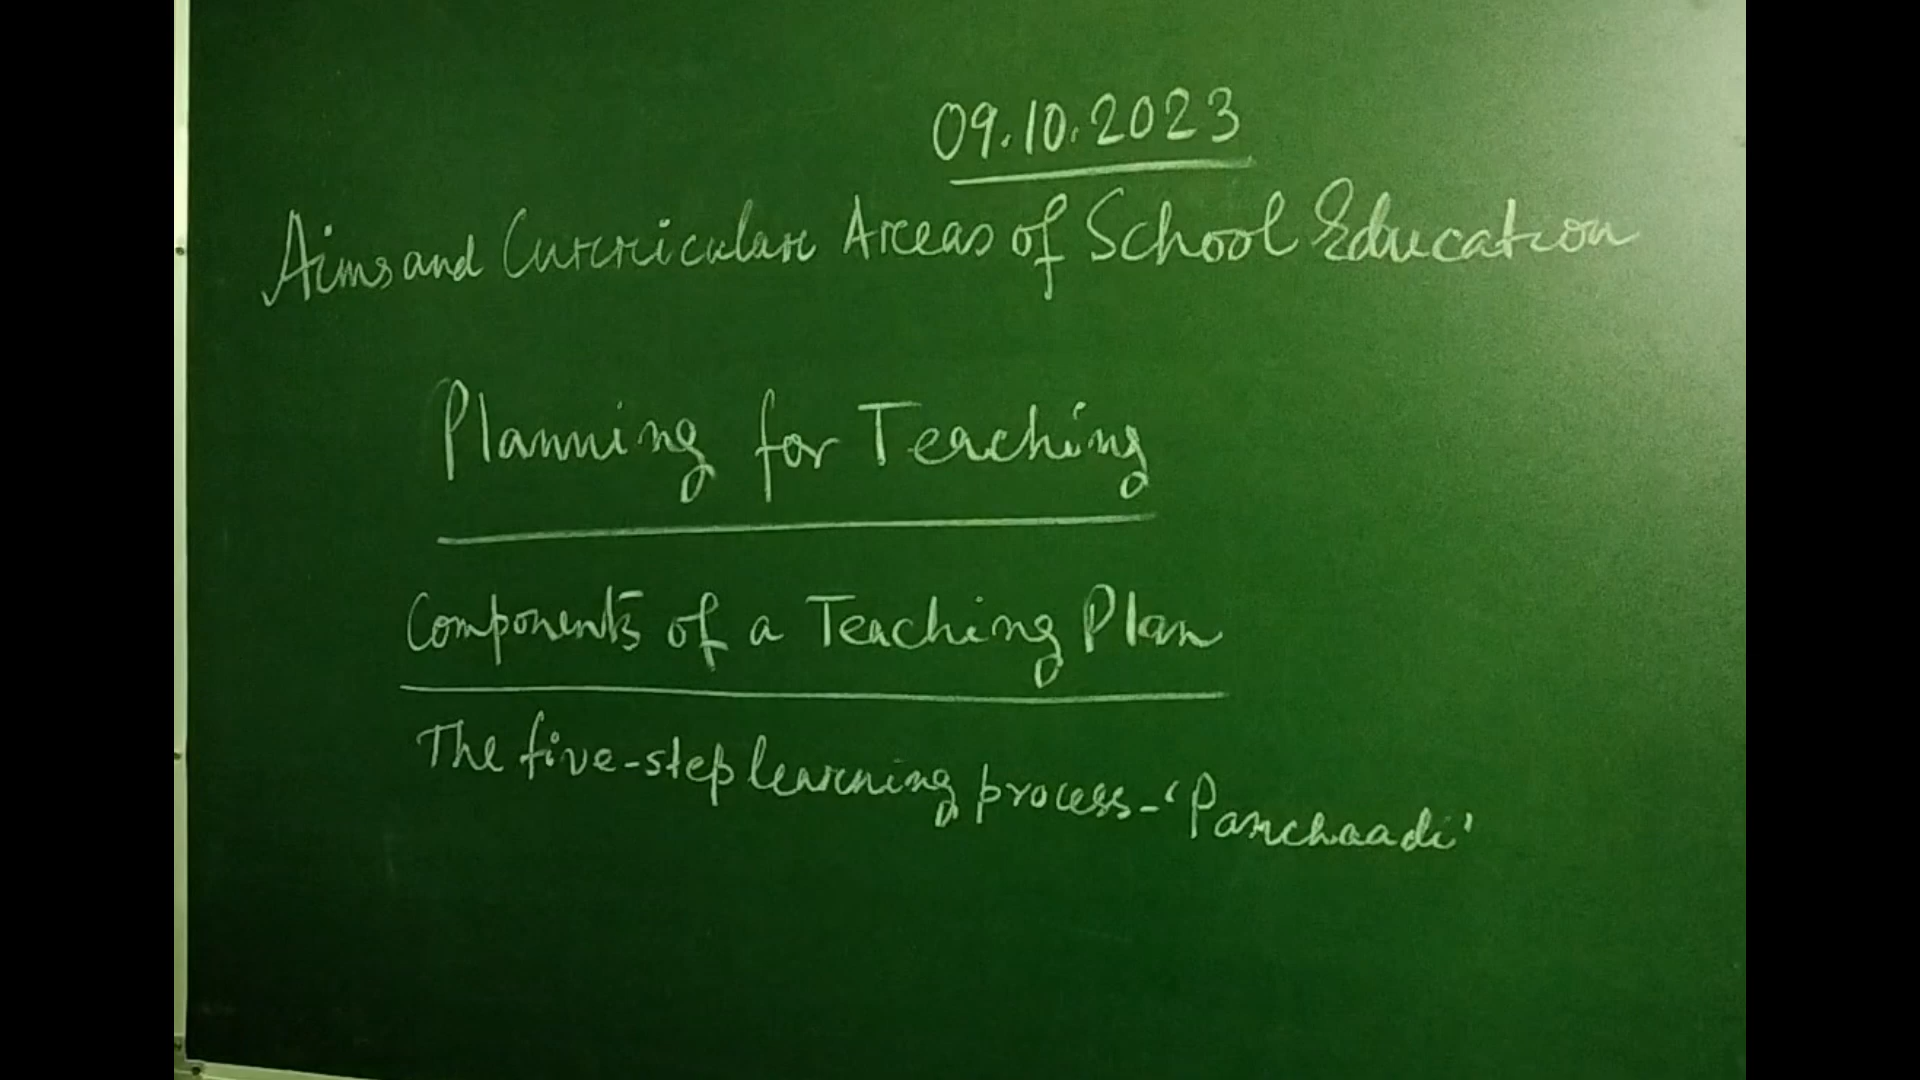 09.10.2023
Aims and Curricular Areas of School Education
Planning for Teaching
Components of a Teaching Plan
The five-step learning process-'Panchaadi'